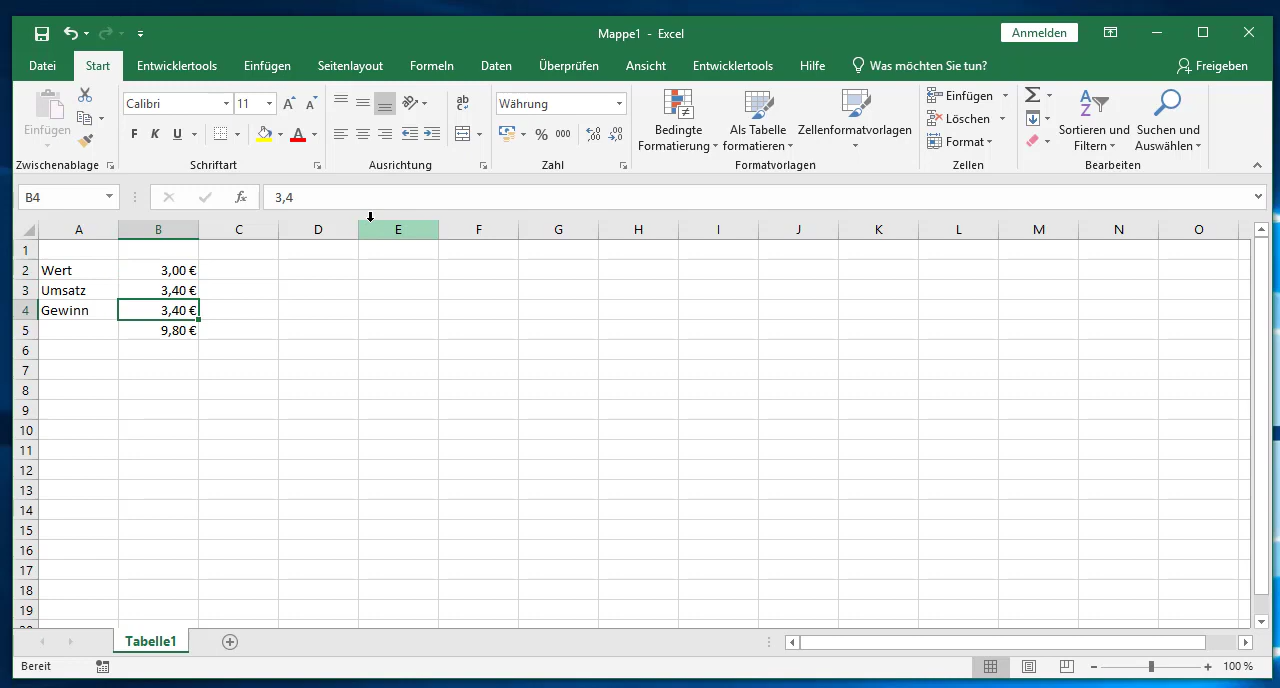 Mappe1 - Excel
Anmelden
Datei Start Entwicklertools Einfügen Seitenlayout Formeln Daten Überprüfen Ansicht Entwicklertools Hilfe Was möchten Sie tun? Freigeben
Einfügen
Zwischenablage
Calibri 11
F K U A
Schriftart
ab
c
Ausrichtung
Währung
% 000
Zahl
Bedingte
Formatierung
Als Tabelle
formatieren
Zellenformatvorlagen
Formatvorlagen
Einfügen
Löschen
Format
Zellen
Sortieren und
Filtern
Suchen und
Auswählen
Bearbeiten
B4 fx 3,4
A B C D E F G H I J K L M N O
1
2 Wert 3,00 €
3 Umsatz 3,40 €
4 Gewinn 3,40 €
5 9,80 €
6
7
8
9
10
11
12
13
14
15
16
17
18
19
Tabelle1
Bereit 100 %